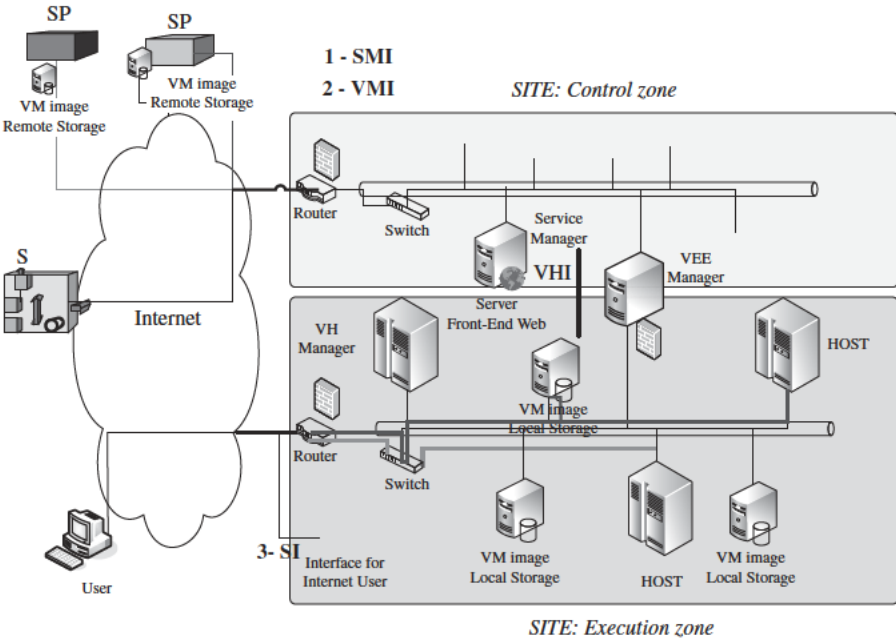 SP
SP
1 - SMI
VM image
Remote Storage
2 - VMI
SITE: Control zone
VM image
Remote Storage
Router
Switch
Service
Manager
S
VHI
VEE
Manager
Internet
Server
Front-End Web
VH
Manager
HOST
VM image
Local Storage
Router
Switch
3- SI
Interface for
Internet User
VM image
Local Storage
HOST
VM image
Local Storage
User
SITE: Execution zone